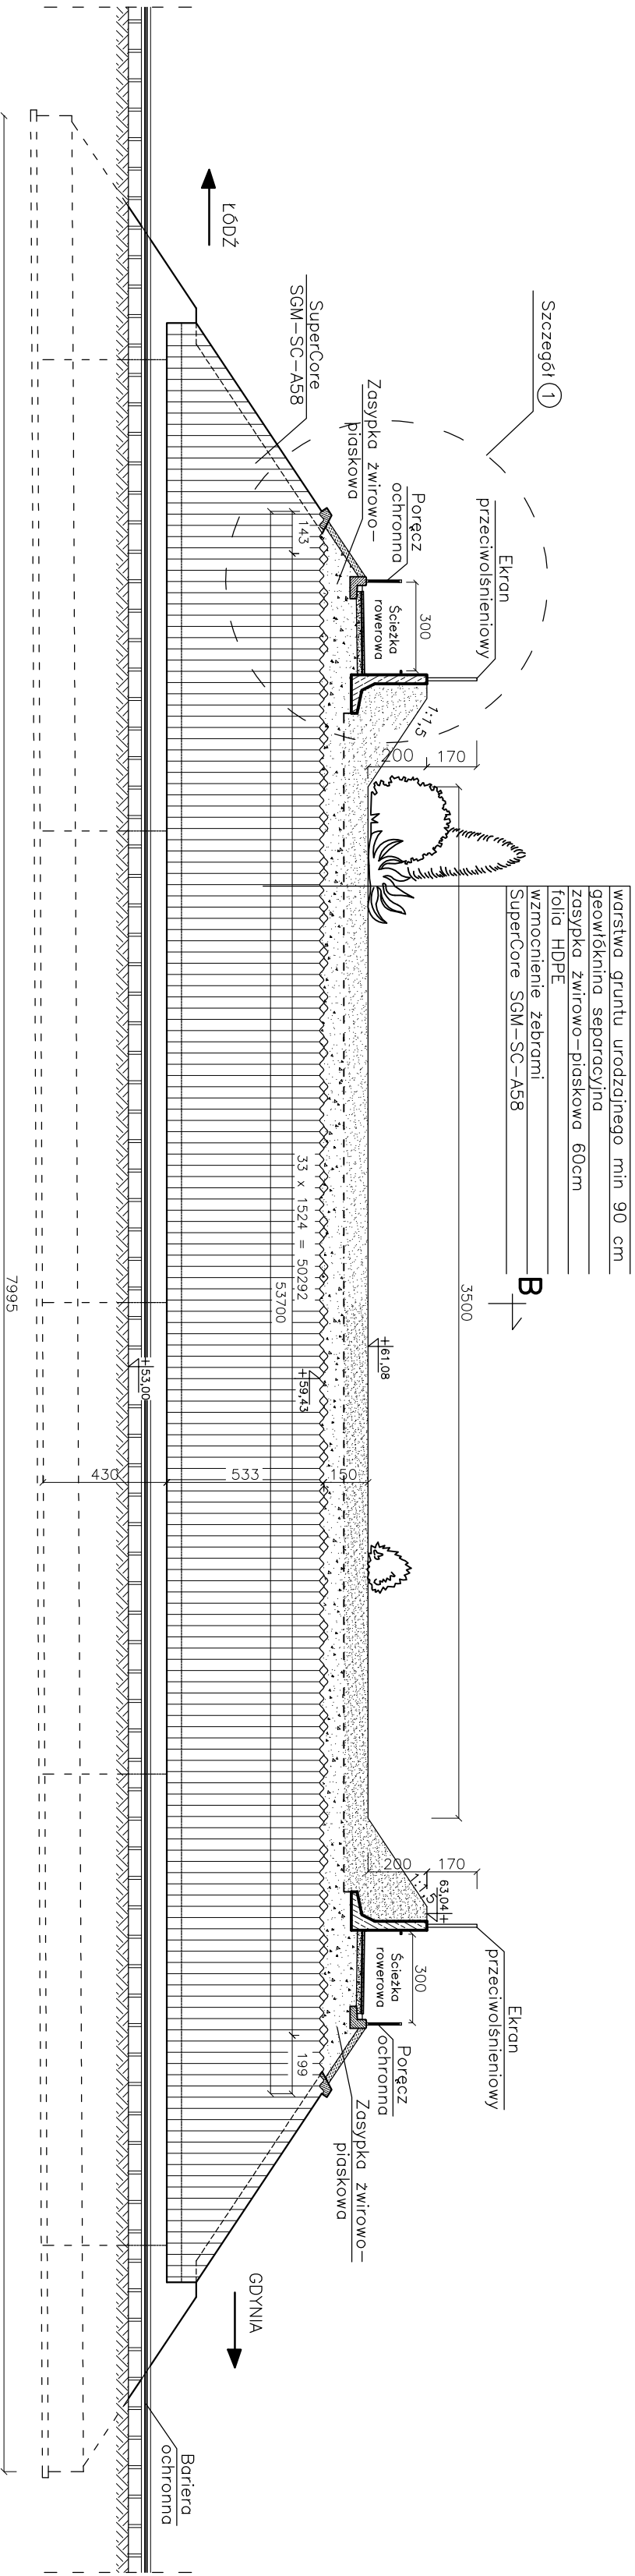 ŁÓDŹ
SuperCore
SGM-SC-A58
Szczegół 1
Zasypka żwirowo-
piaskowa
Poręcz
ochronna
Ekran
przeciwolśnieniowy
143
300
Ścieżka
rowerowa
1:1,5
200
170
warstwa gruntu urodzajnego min 90 cm
geowłóknina separacyjna
zasypka żwirowo-piaskowa 60cm
folia HDPE
wzmocnienie żebrami
SuperCore SGM-SC-A58
B
3500
33 x 1524 = 50292
53700
+61,08
+59,43
+53,00
430
533
150
7995
200
170
1:1,5
63,04+
300
Ścieżka
rowerowa
Ekran
przeciwolśnieniowy
Poręcz
ochronna
199
Zasypka żwirowo-
piaskowa
GDYNIA
Bariera
ochronna